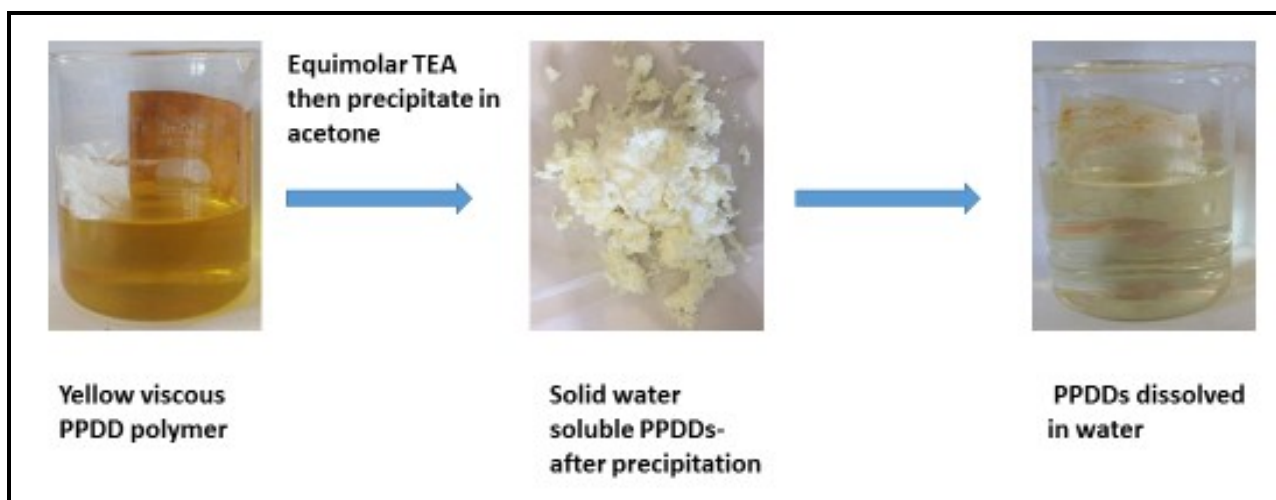 Equimolar TEA
then precipitate in
acetone
Yellow viscous
PPDD polymer
Solid water
soluble PPDDs-
after precipitation
PPDDs dissolved
in water